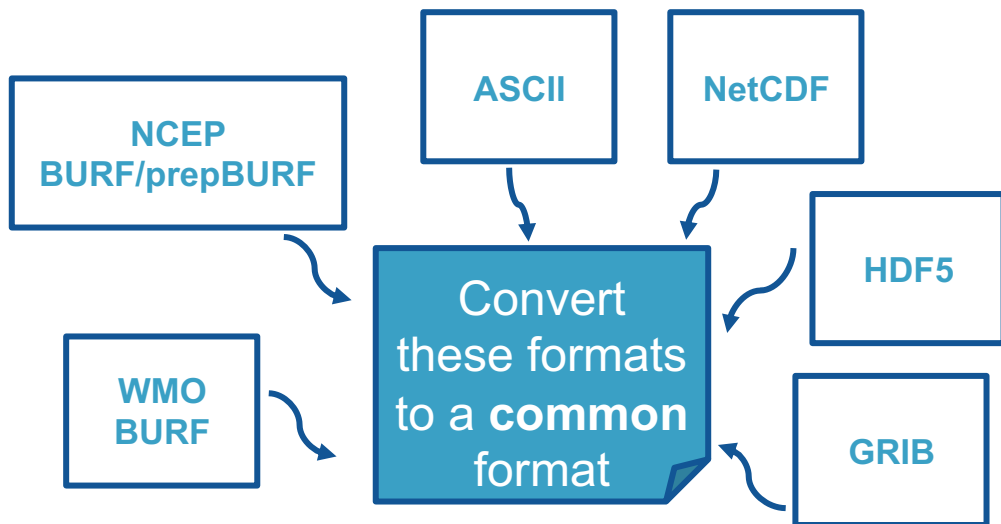 ASCII
NetCDF
NCEP
BURF/prepBURF
HDF5
Convert
these formats
to a common
format
WMO
BURF
GRIB